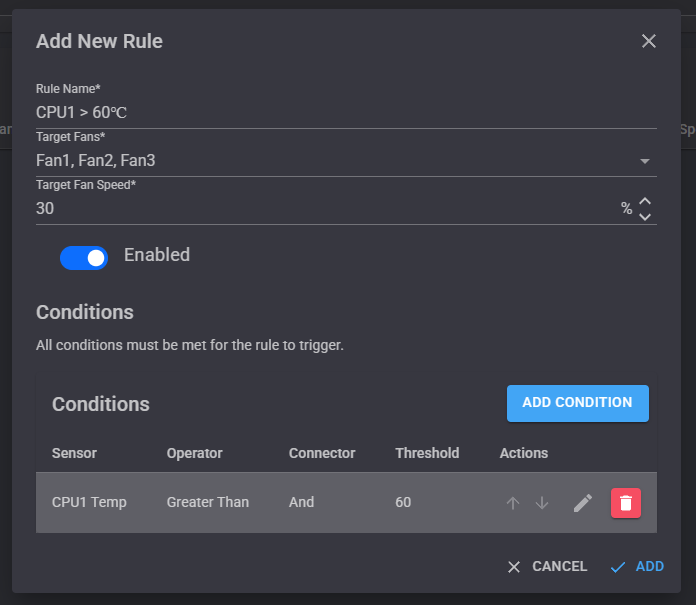 Add New Rule
Rule Name*
CPU1 > 60℃
ar
Sp
Target Fans*
Fan1, Fan2, Fan3
Target Fan Speed*
30 %
Enabled
Conditions
All conditions must be met for the rule to trigger.
Conditions ADD CONDITION
Sensor Operator Connector Threshold Actions
CPU1 Temp Greater Than And 60
CANCEL ADD